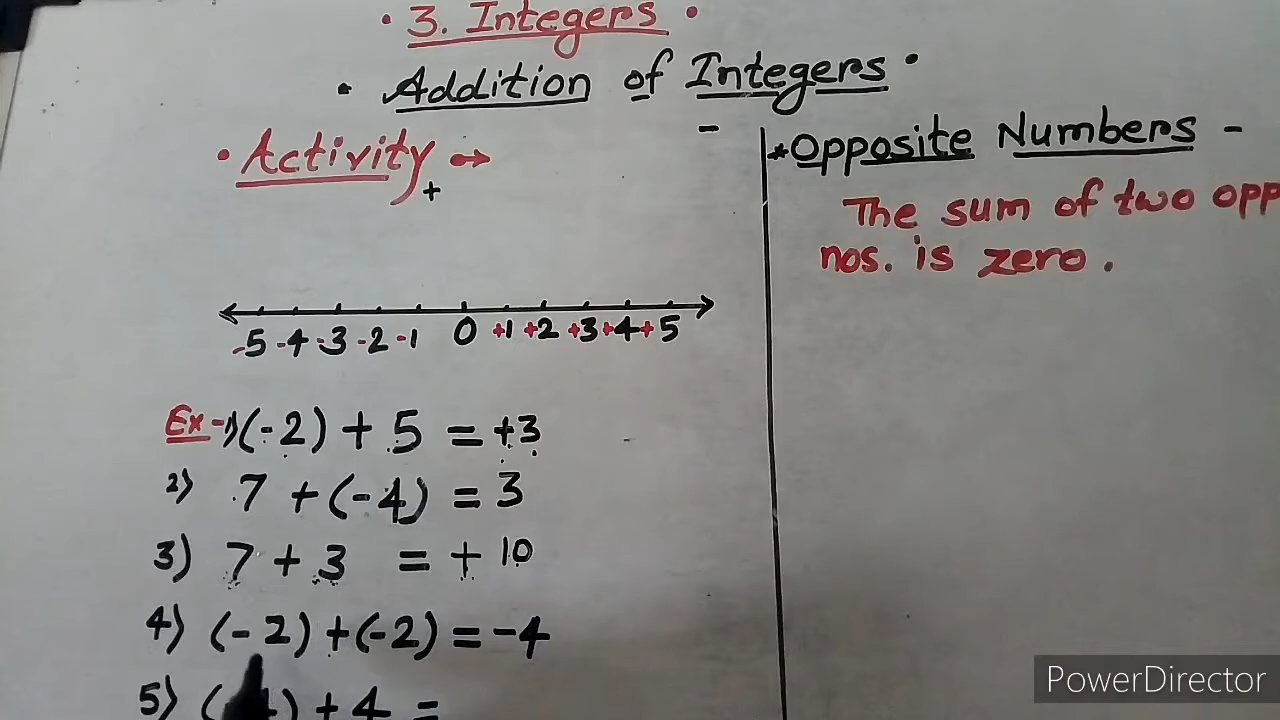 • 3. Integers •
• Addition of Integers •
• Activity →
+
-
-5 -4 -3 -2 -1 0 +1 +2 +3 +4 +5
Ex-1) (-2) + 5 = +3
2) 7 + (-4) = 3
3) 7 + 3 = + 10
4) (-2) + (-2) = -4
5) ( ) + 4 =
* Opposite Numbers -
The sum of two opp
nos. is zero.
PowerDirector